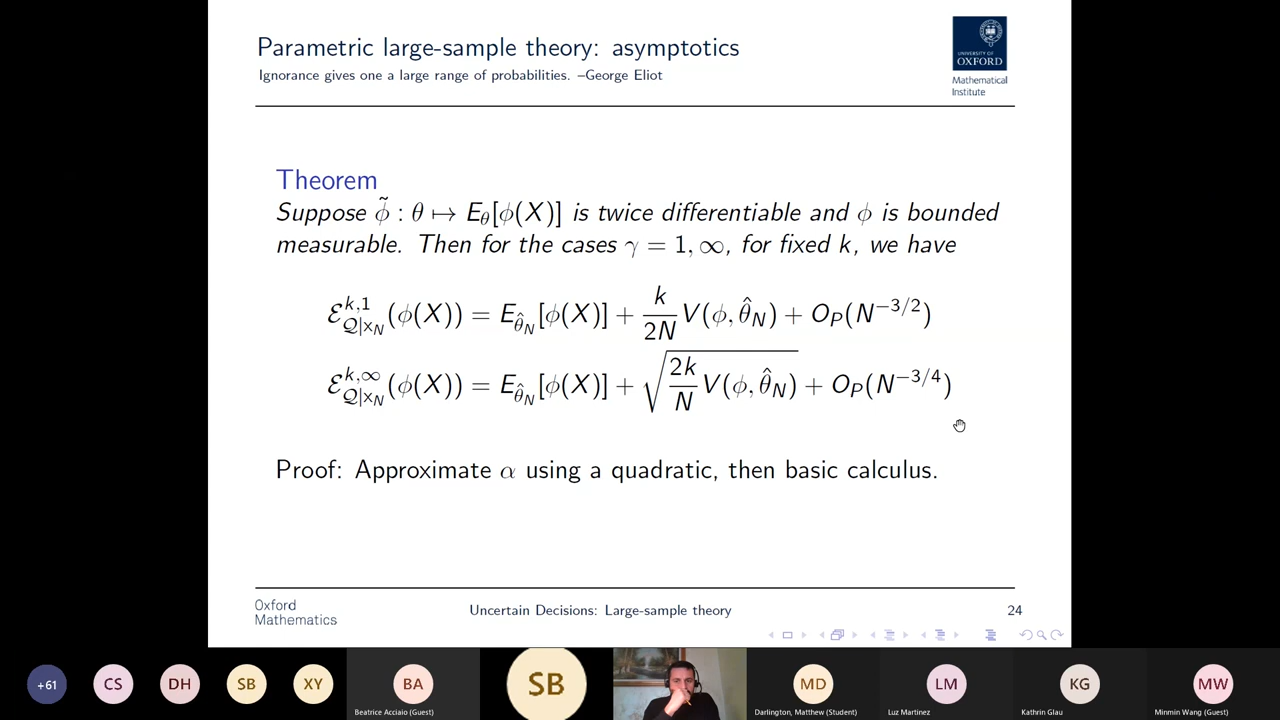 Parametric large-sample theory: asymptotics
Ignorance gives one a large range of probabilities. –George Eliot
UNIVERSITY OF
OXFORD
Mathematical
Institute
Theorem
Suppose φ̃ : θ ↦ E_θ[φ(X)] is twice differentiable and φ is bounded
measurable. Then for the cases γ = 1, ∞, for fixed k, we have
ℰ^{k,1}_{𝒬|x_N}(φ(X)) = E_{θ̂_N}[φ(X)] + k/2N V(φ, θ̂_N) + O_P(N^{−3/2})
ℰ^{k,∞}_{𝒬|x_N}(φ(X)) = E_{θ̂_N}[φ(X)] + √(2k/N V(φ, θ̂_N)) + O_P(N^{−3/4})
Proof: Approximate α using a quadratic, then basic calculus.
Oxford
Mathematics
Uncertain Decisions: Large-sample theory
24
+61
CS
DH
SB
XY
BA
Beatrice Acciaio (Guest)
SB
MD
Darlington, Matthew (Student)
LM
Luz Martinez
KG
Kathrin Glau
MW
Minmin Wang (Guest)